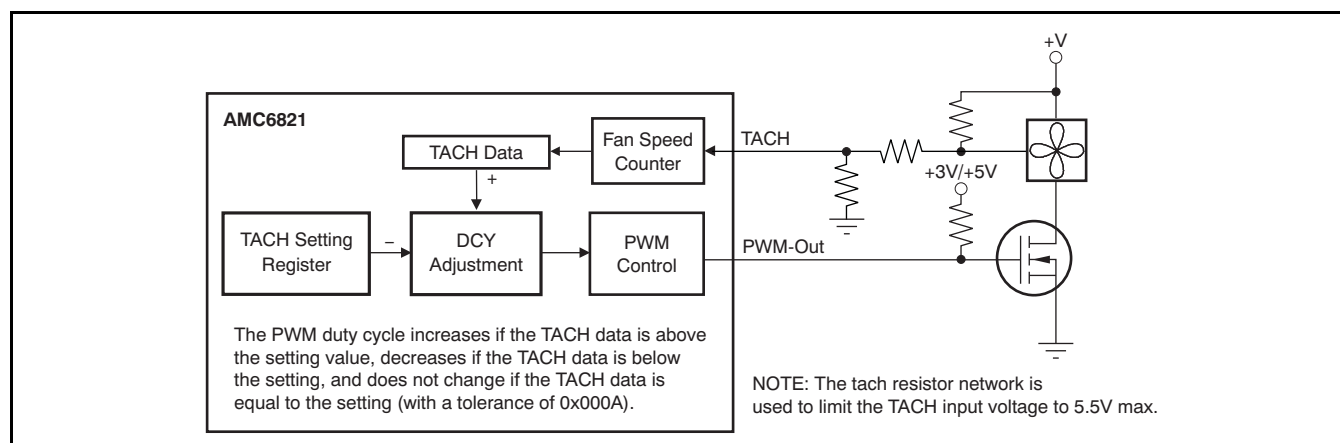 +V
AMC6821
TACH Data
Fan Speed
Counter
TACH
+3V/+5V
+
TACH Setting
Register
–
DCY
Adjustment
PWM
Control
PWM-Out
The PWM duty cycle increases if the TACH data is above
the setting value, decreases if the TACH data is below
the setting, and does not change if the TACH data is
equal to the setting (with a tolerance of 0x000A).
NOTE: The tach resistor network is
used to limit the TACH input voltage to 5.5V max.